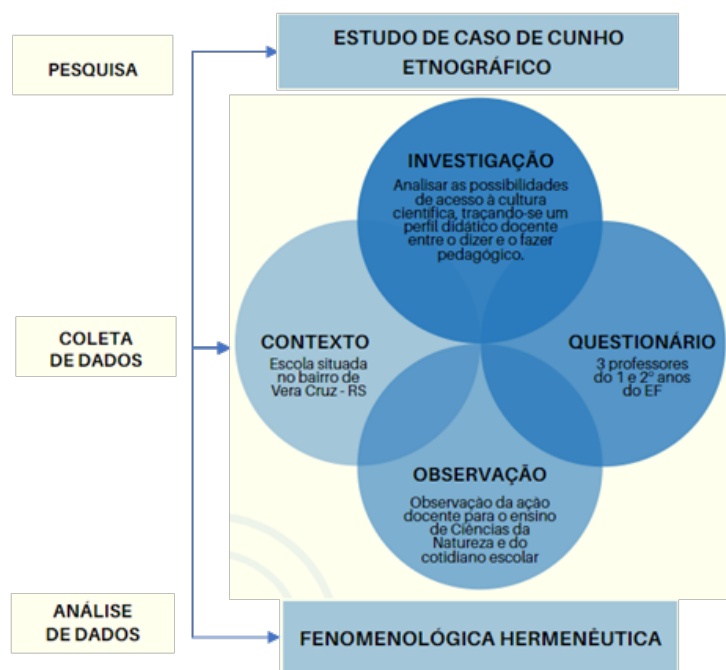 PESQUISA
ESTUDO DE CASO DE CUNHO
ETNOGRÁFICO
INVESTIGAÇÃO
Analisar as possibilidades
de acesso à cultura
científica, traçando-se um
perfil didático docente
entre o dizer e o fazer
pedagógico.
COLETA
DE DADOS
CONTEXTO
Escola situada
no bairro de
Vera Cruz - RS
QUESTIONÁRIO
3 professores
do 1 e 2º anos
do EF
OBSERVAÇÃO
Observação da ação
docente para o ensino
de Ciências da
Natureza e do
cotidiano escolar
ANÁLISE
DE DADOS
FENOMENOLÓGICA HERMENÊUTICA